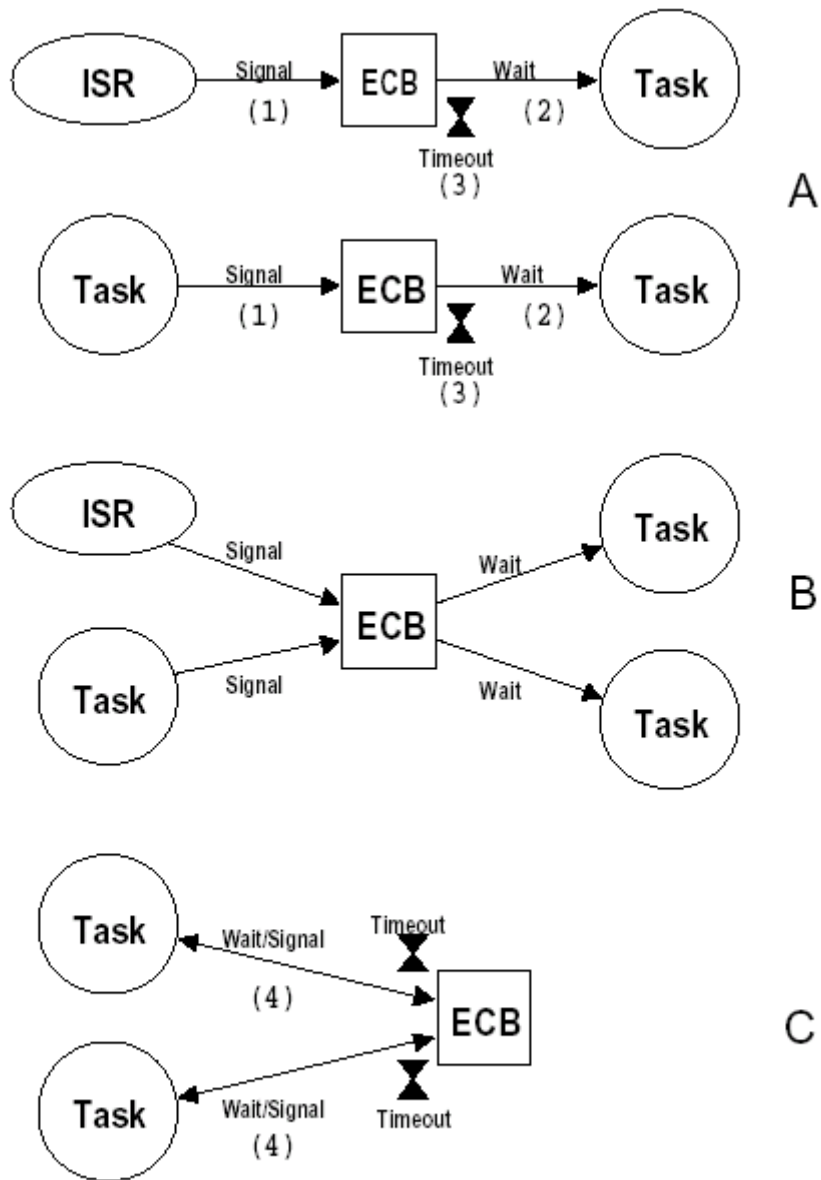 ISR
Signal
(1)
ECB
Wait
(2)
Task
Timeout
(3)
A
Task
Signal
(1)
ECB
Wait
(2)
Task
Timeout
(3)
ISR
Signal
Task
Signal
ECB
Wait
Task
Wait
Task
B
Task
Wait/Signal
(4)
Timeout
ECB
C
Task
Wait/Signal
(4)
Timeout